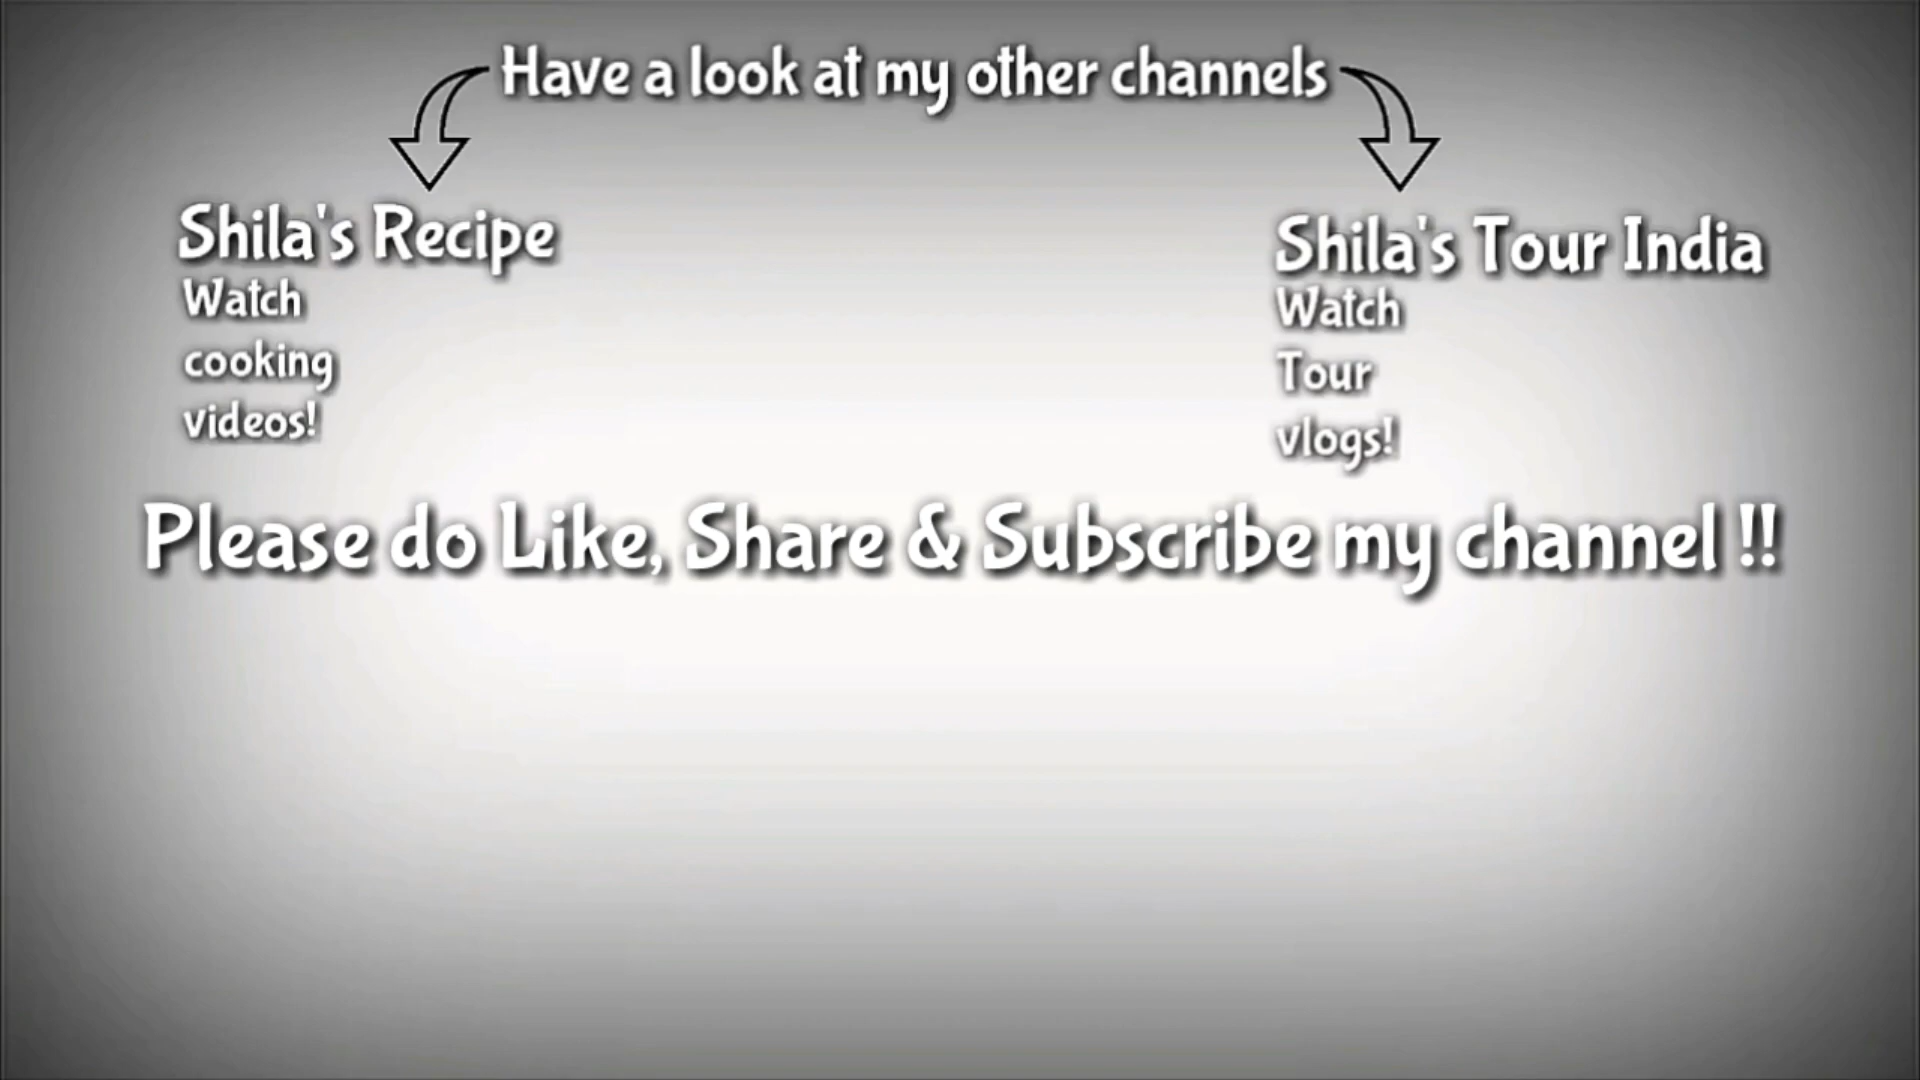 Have a look at my other channels
Shila's Recipe
Watch
cooking
videos!
Shila's Tour India
Watch
Tour
vlogs!
Please do Like, Share & Subscribe my channel !!